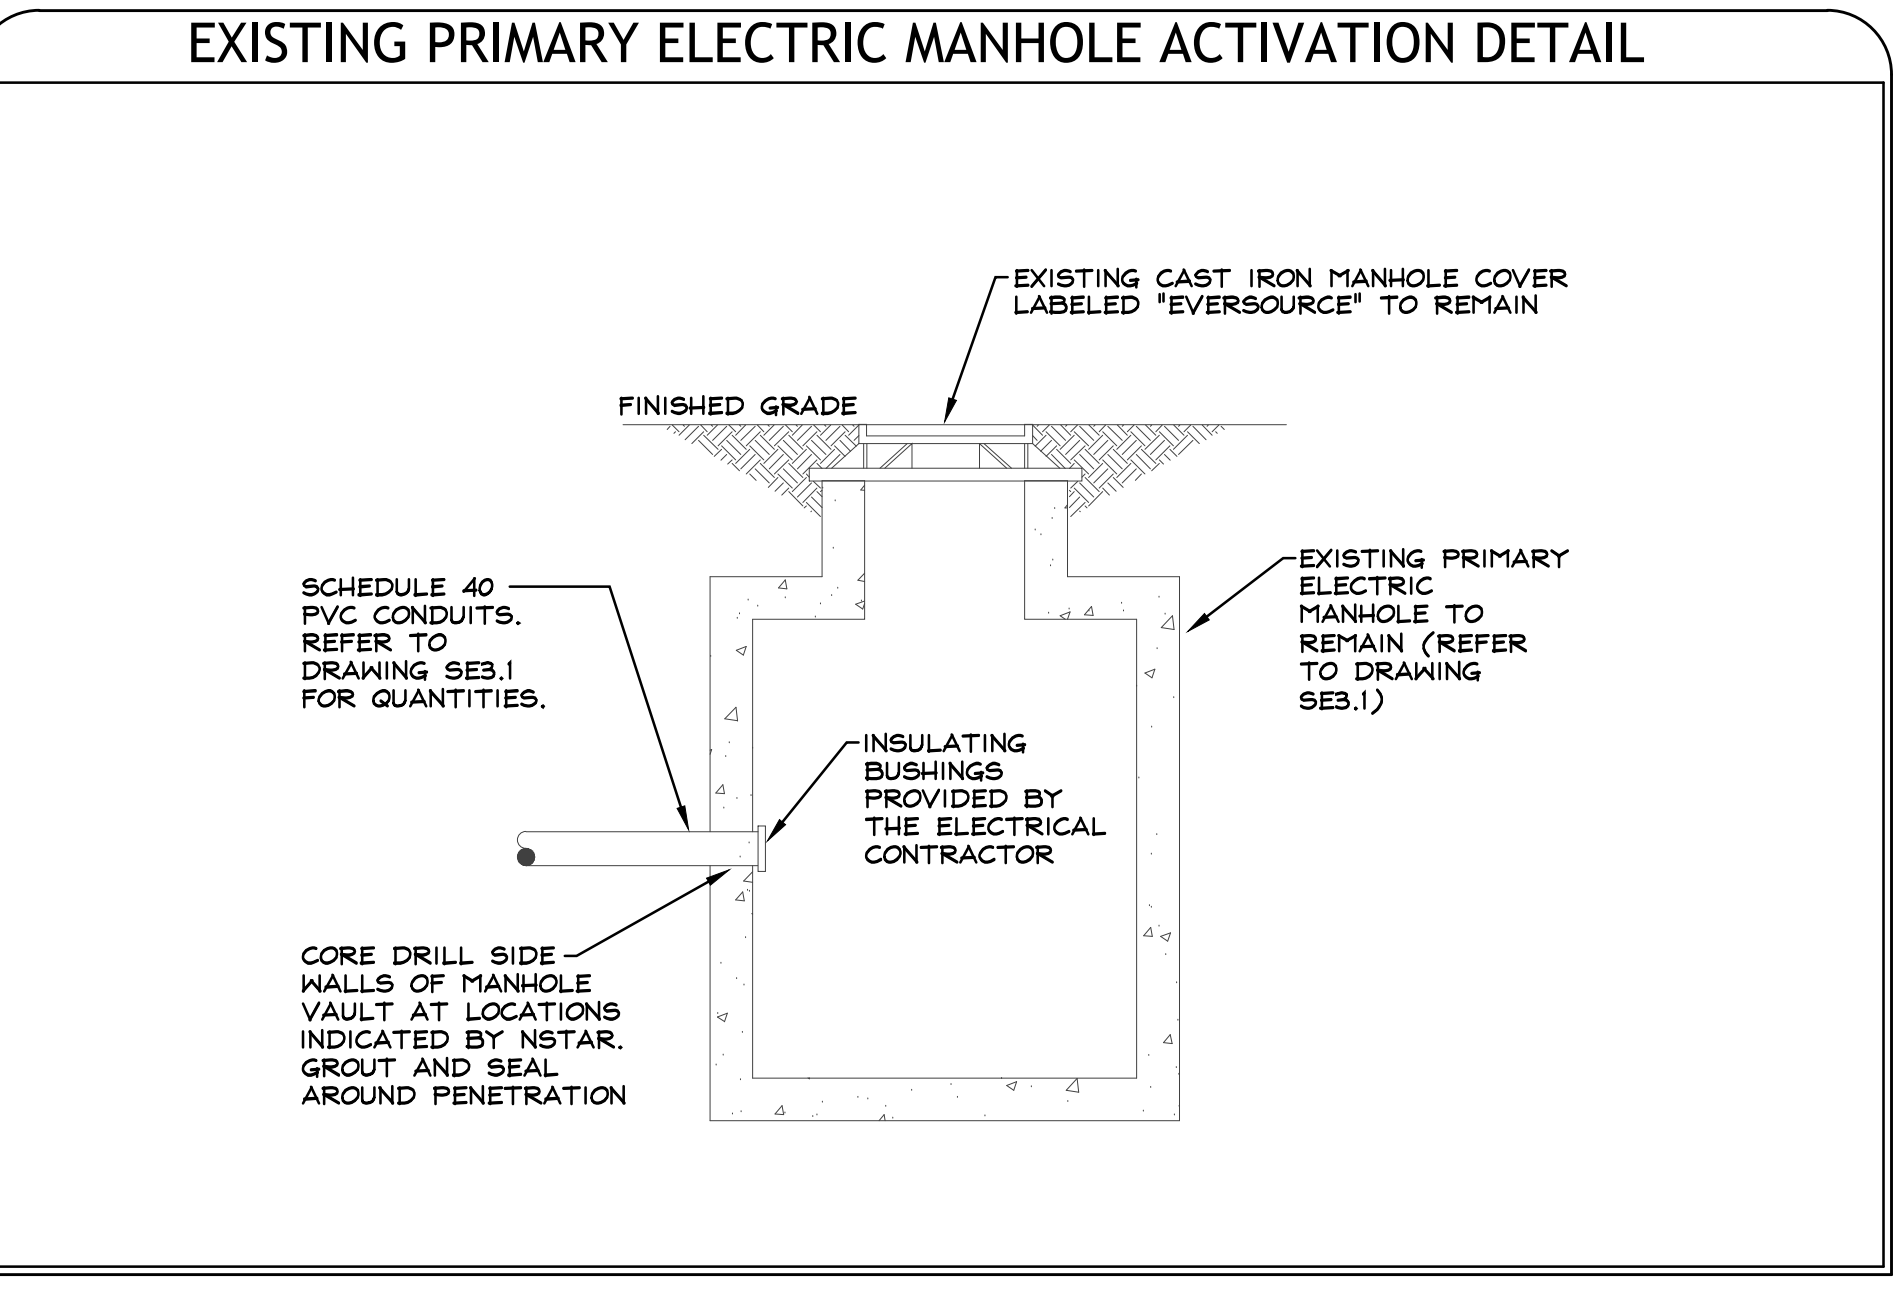 EXISTING PRIMARY ELECTRIC MANHOLE ACTIVATION DETAIL
EXISTING CAST IRON MANHOLE COVER
LABELED "EVERSOURCE" TO REMAIN
FINISHED GRADE
SCHEDULE 40
PVC CONDUITS.
REFER TO
DRAWING SE3.1
FOR QUANTITIES.
EXISTING PRIMARY
ELECTRIC
MANHOLE TO
REMAIN (REFER
TO DRAWING
SE3.1)
INSULATING
BUSHINGS
PROVIDED BY
THE ELECTRICAL
CONTRACTOR
CORE DRILL SIDE
WALLS OF MANHOLE
VAULT AT LOCATIONS
INDICATED BY NSTAR.
GROUT AND SEAL
AROUND PENETRATION